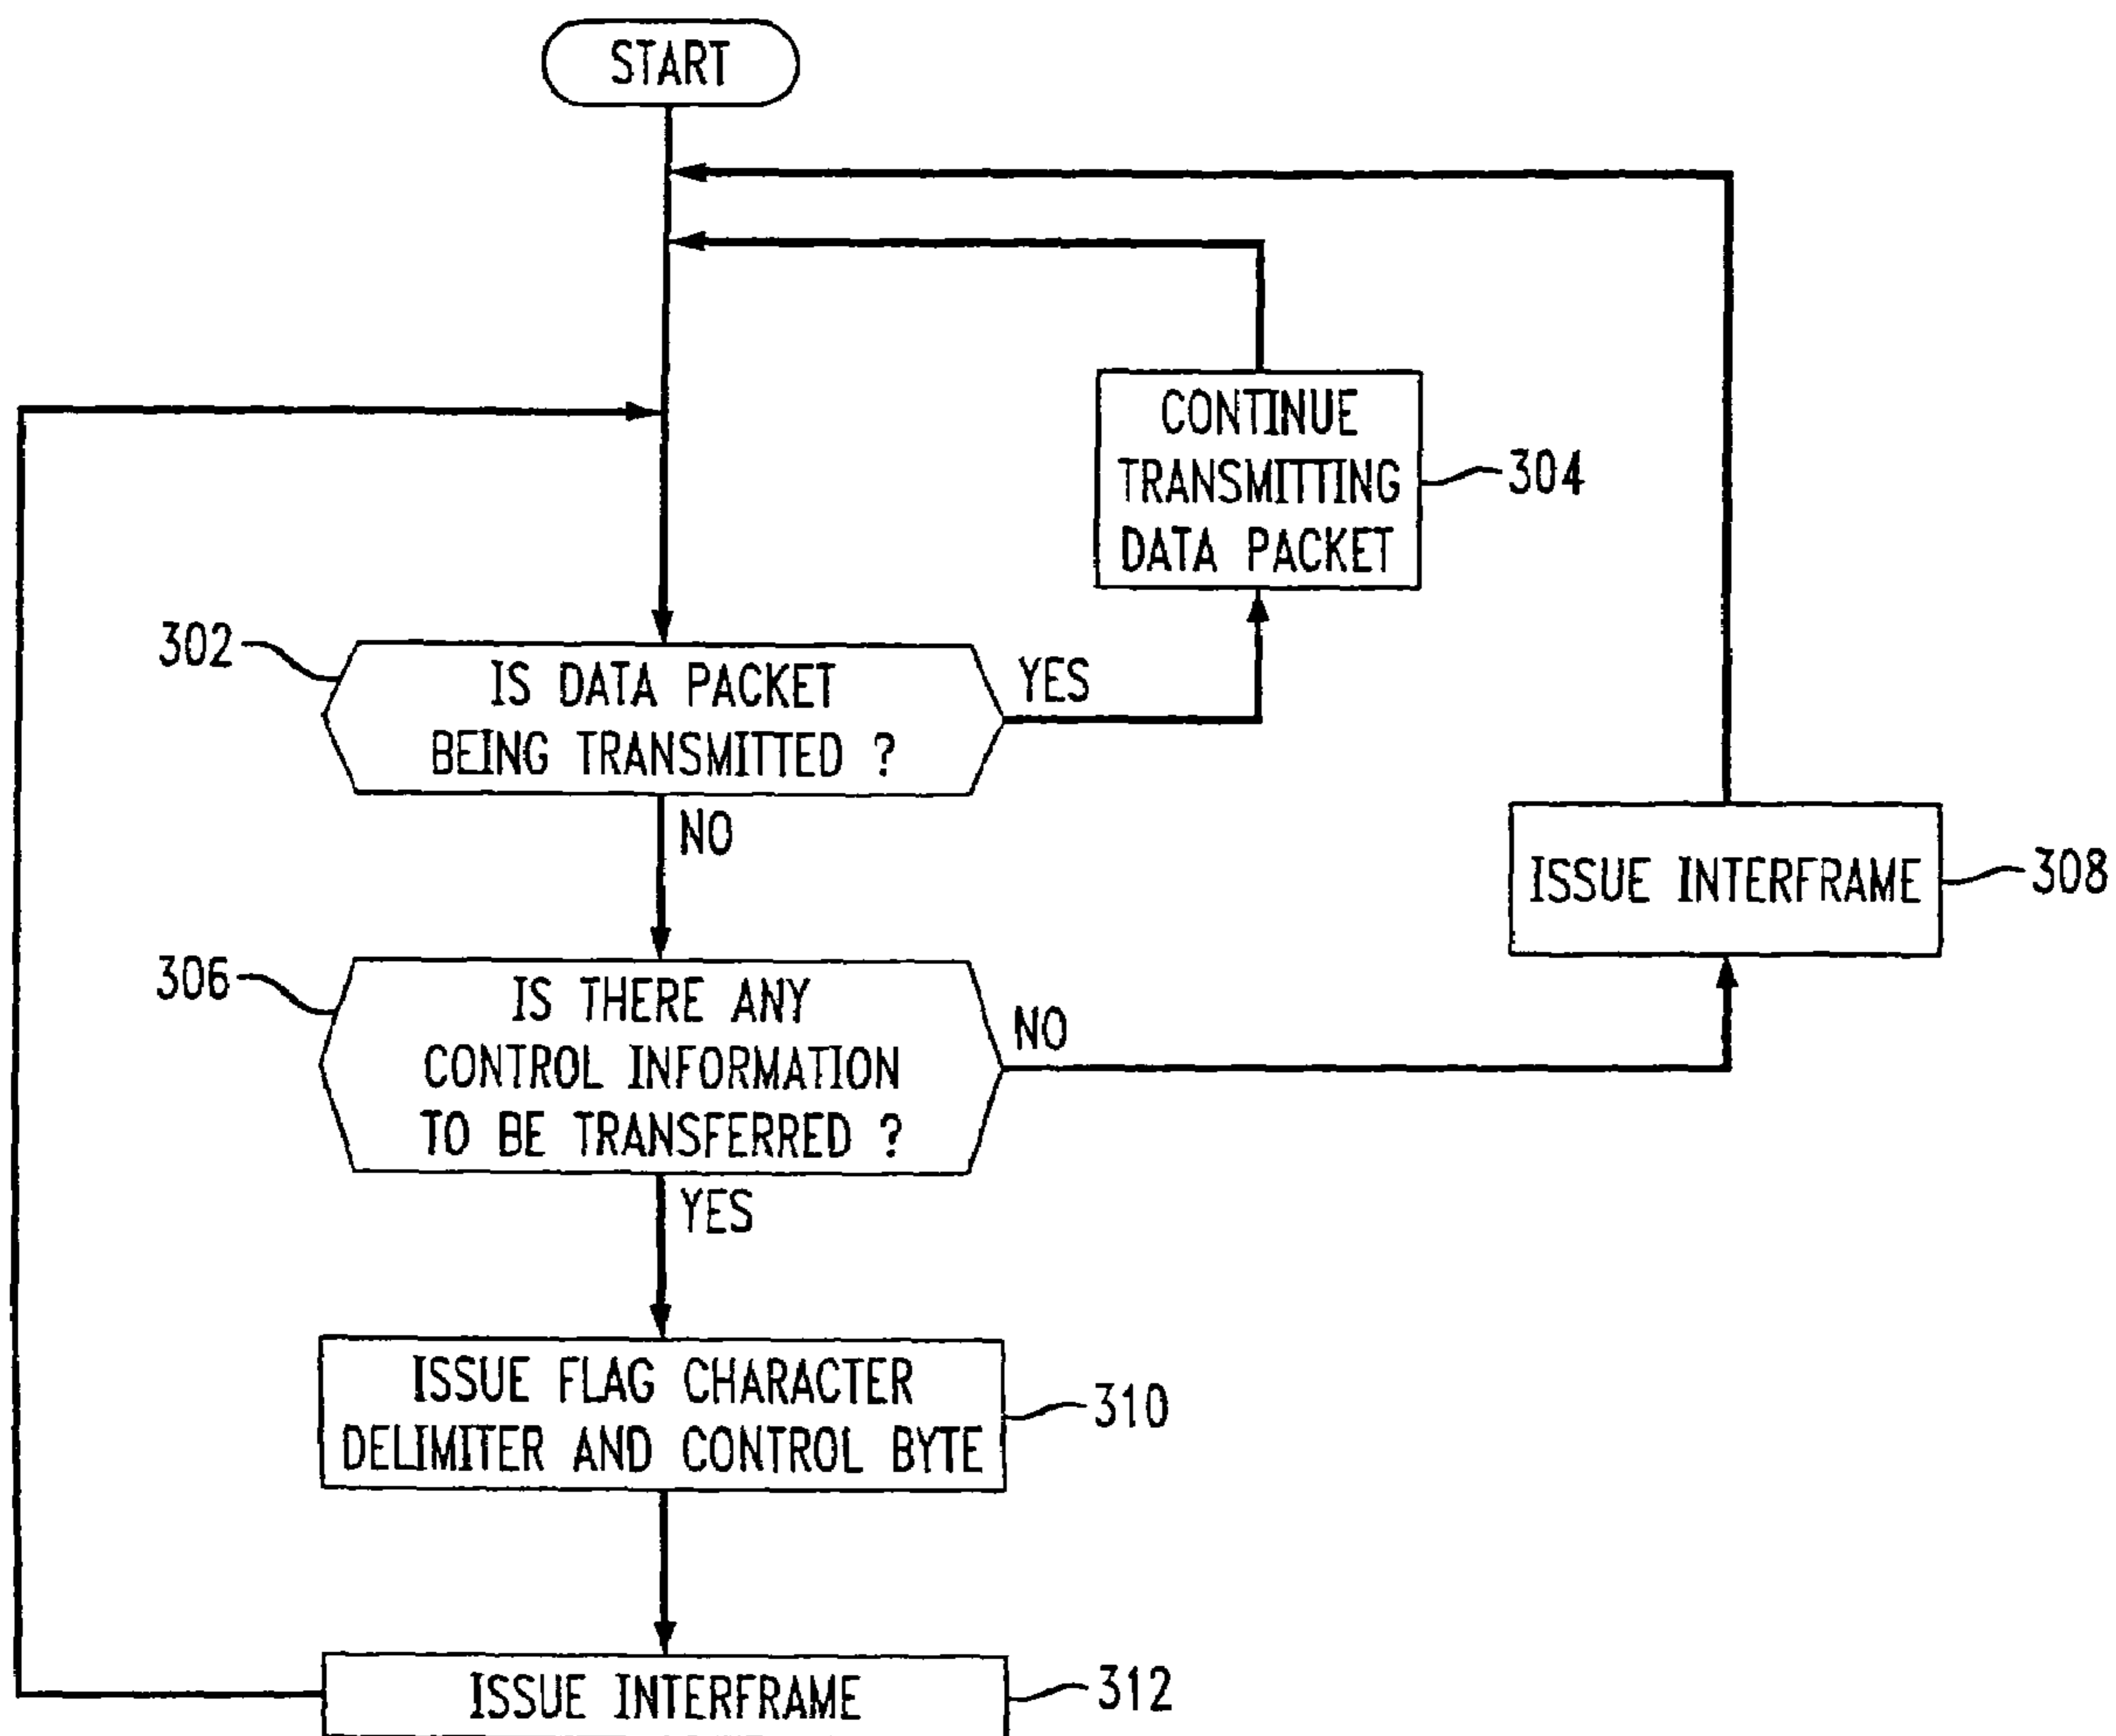 START
CONTINUE
TRANSMITTING
DATA PACKET
304
302
IS DATA PACKET
BEING TRANSMITTED ?
YES
NO
ISSUE INTERFRAME
308
306
IS THERE ANY
CONTROL INFORMATION
TO BE TRANSFERRED ?
NO
YES
ISSUE FLAG CHARACTER
DELIMITER AND CONTROL BYTE
310
ISSUE INTERFRAME
312